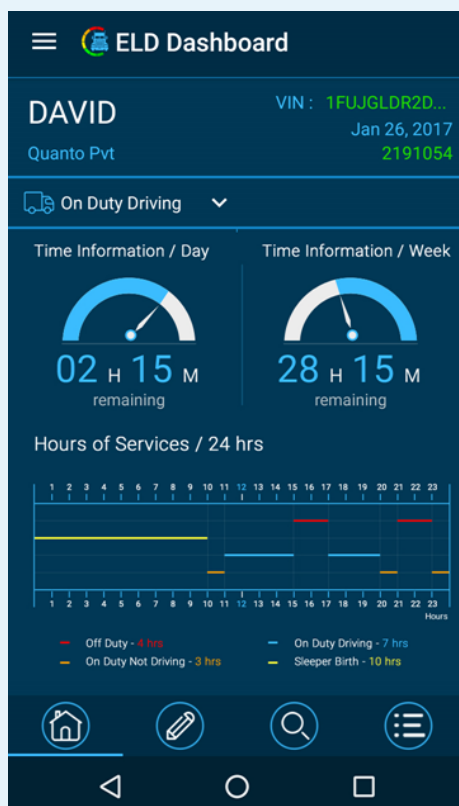 ELD Dashboard
DAVID
VIN : 1FUJGLDR2D...
Jan 26, 2017
Quanto Pvt
2191054
On Duty Driving
Time Information / Day
Time Information / Week
02 H 15 M
remaining
28 H 15 M
remaining
Hours of Services / 24 hrs
1 2 3 4 5 6 7 8 9 10 11 12 13 14 15 16 17 18 19 20 21 22 23
1 2 3 4 5 6 7 8 9 10 11 12 13 14 15 16 17 18 19 20 21 22 23
Hours
Off Duty - 4 hrs
On Duty Driving - 7 hrs
On Duty Not Driving - 3 hrs
Sleeper Birth - 10 hrs